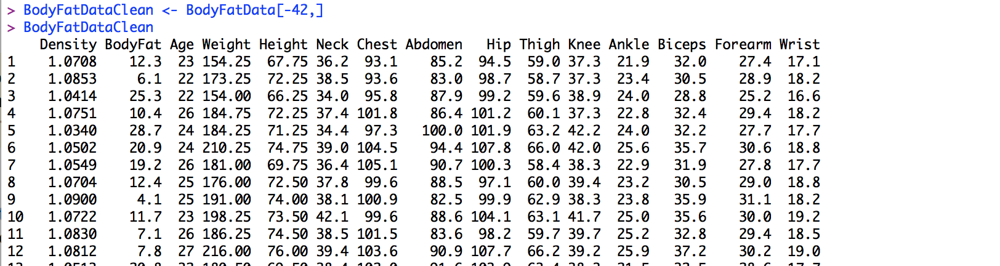 > BodyFatDataClean <- BodyFatData[-42,]
> BodyFatDataClean
Density BodyFat Age Weight Height Neck Chest Abdomen Hip Thigh Knee Ankle Biceps Forearm Wrist
1 1.0708 12.3 23 154.25 67.75 36.2 93.1 85.2 94.5 59.0 37.3 21.9 32.0 27.4 17.1
2 1.0853 6.1 22 173.25 72.25 38.5 93.6 83.0 98.7 58.7 37.3 23.4 30.5 28.9 18.2
3 1.0414 25.3 22 154.00 66.25 34.0 95.8 87.9 99.2 59.6 38.9 24.0 28.8 25.2 16.6
4 1.0751 10.4 26 184.75 72.25 37.4 101.8 86.4 101.2 60.1 37.3 22.8 32.4 29.4 18.2
5 1.0340 28.7 24 184.25 71.25 34.4 97.3 100.0 101.9 63.2 42.2 24.0 32.2 27.7 17.7
6 1.0502 20.9 24 210.25 74.75 39.0 104.5 94.4 107.8 66.0 42.0 25.6 35.7 30.6 18.8
7 1.0549 19.2 26 181.00 69.75 36.4 105.1 90.7 100.3 58.4 38.3 22.9 31.9 27.8 17.7
8 1.0704 12.4 25 176.00 72.50 37.8 99.6 88.5 97.1 60.0 39.4 23.2 30.5 29.0 18.8
9 1.0900 4.1 25 191.00 74.00 38.1 100.9 82.5 99.9 62.9 38.3 23.8 35.9 31.1 18.2
10 1.0722 11.7 23 198.25 73.50 42.1 99.6 88.6 104.1 63.1 41.7 25.0 35.6 30.0 19.2
11 1.0830 7.1 26 186.25 74.50 38.5 101.5 83.6 98.2 59.7 39.7 25.2 32.8 29.4 18.5
12 1.0812 7.8 27 216.00 76.00 39.4 103.6 90.9 107.7 66.2 39.2 25.9 37.2 30.2 19.0